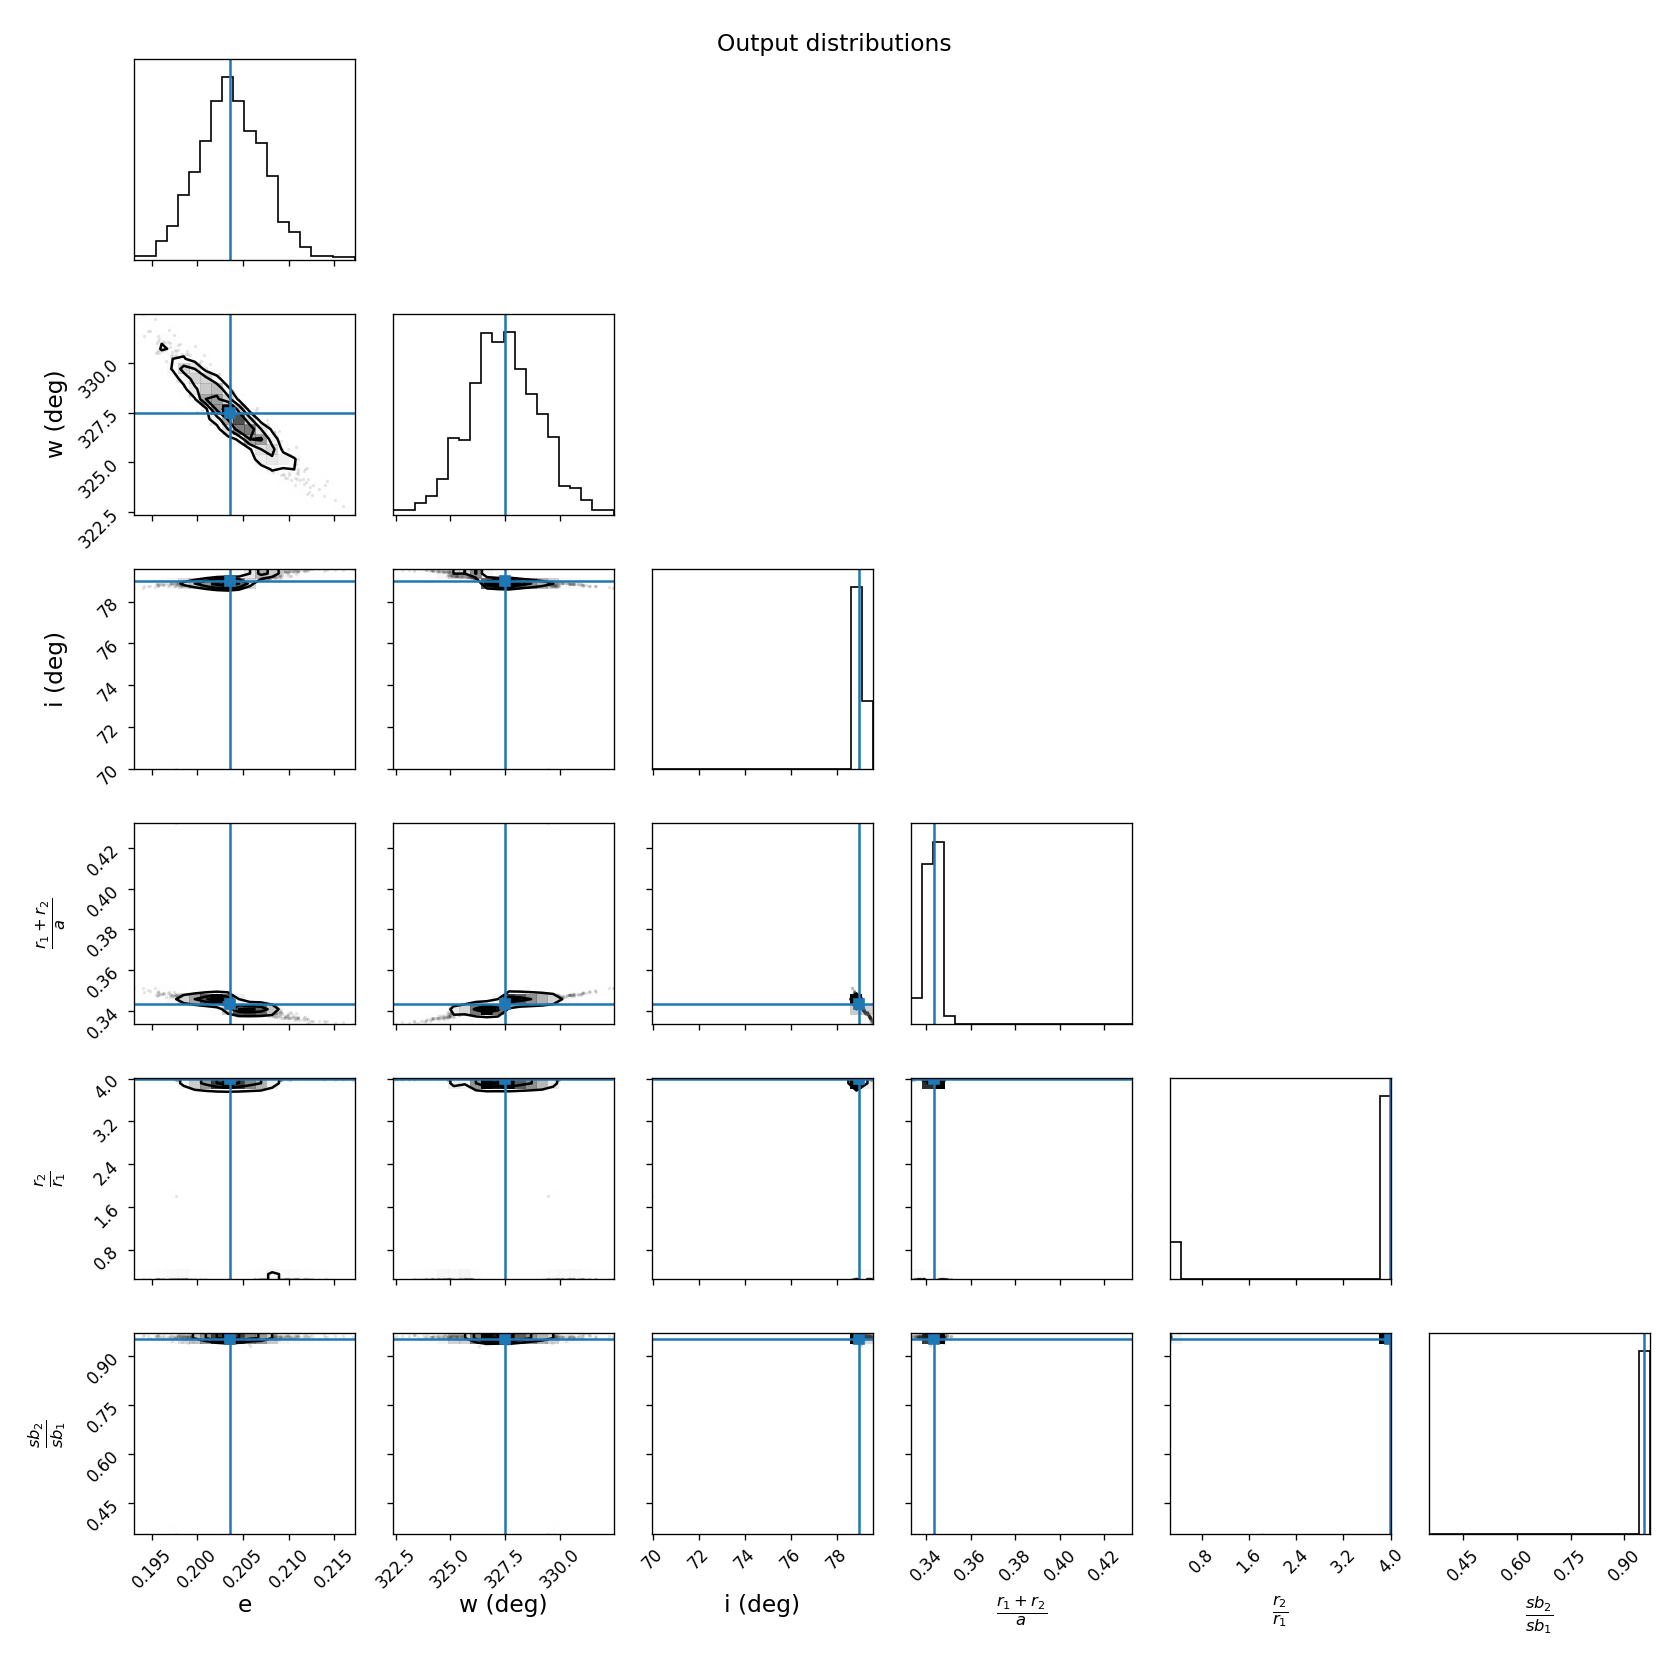 Output distributions
w (deg)
330.0
327.5
325.0
322.5
i (deg)
78
76
74
72
70
r₁ + r₂
a
0.42
0.40
0.38
0.36
0.34
r₂
r₁
4.0
3.2
2.4
1.6
0.8
sb₂
sb₁
0.90
0.75
0.60
0.45
0.195 0.200 0.205 0.210 0.215
e
322.5 325.0 327.5 330.0
w (deg)
70 72 74 76 78
i (deg)
0.34 0.36 0.38 0.40 0.42
r₁ + r₂
a
0.8 1.6 2.4 3.2 4.0
r₂
r₁
0.45 0.60 0.75 0.90
sb₂
sb₁